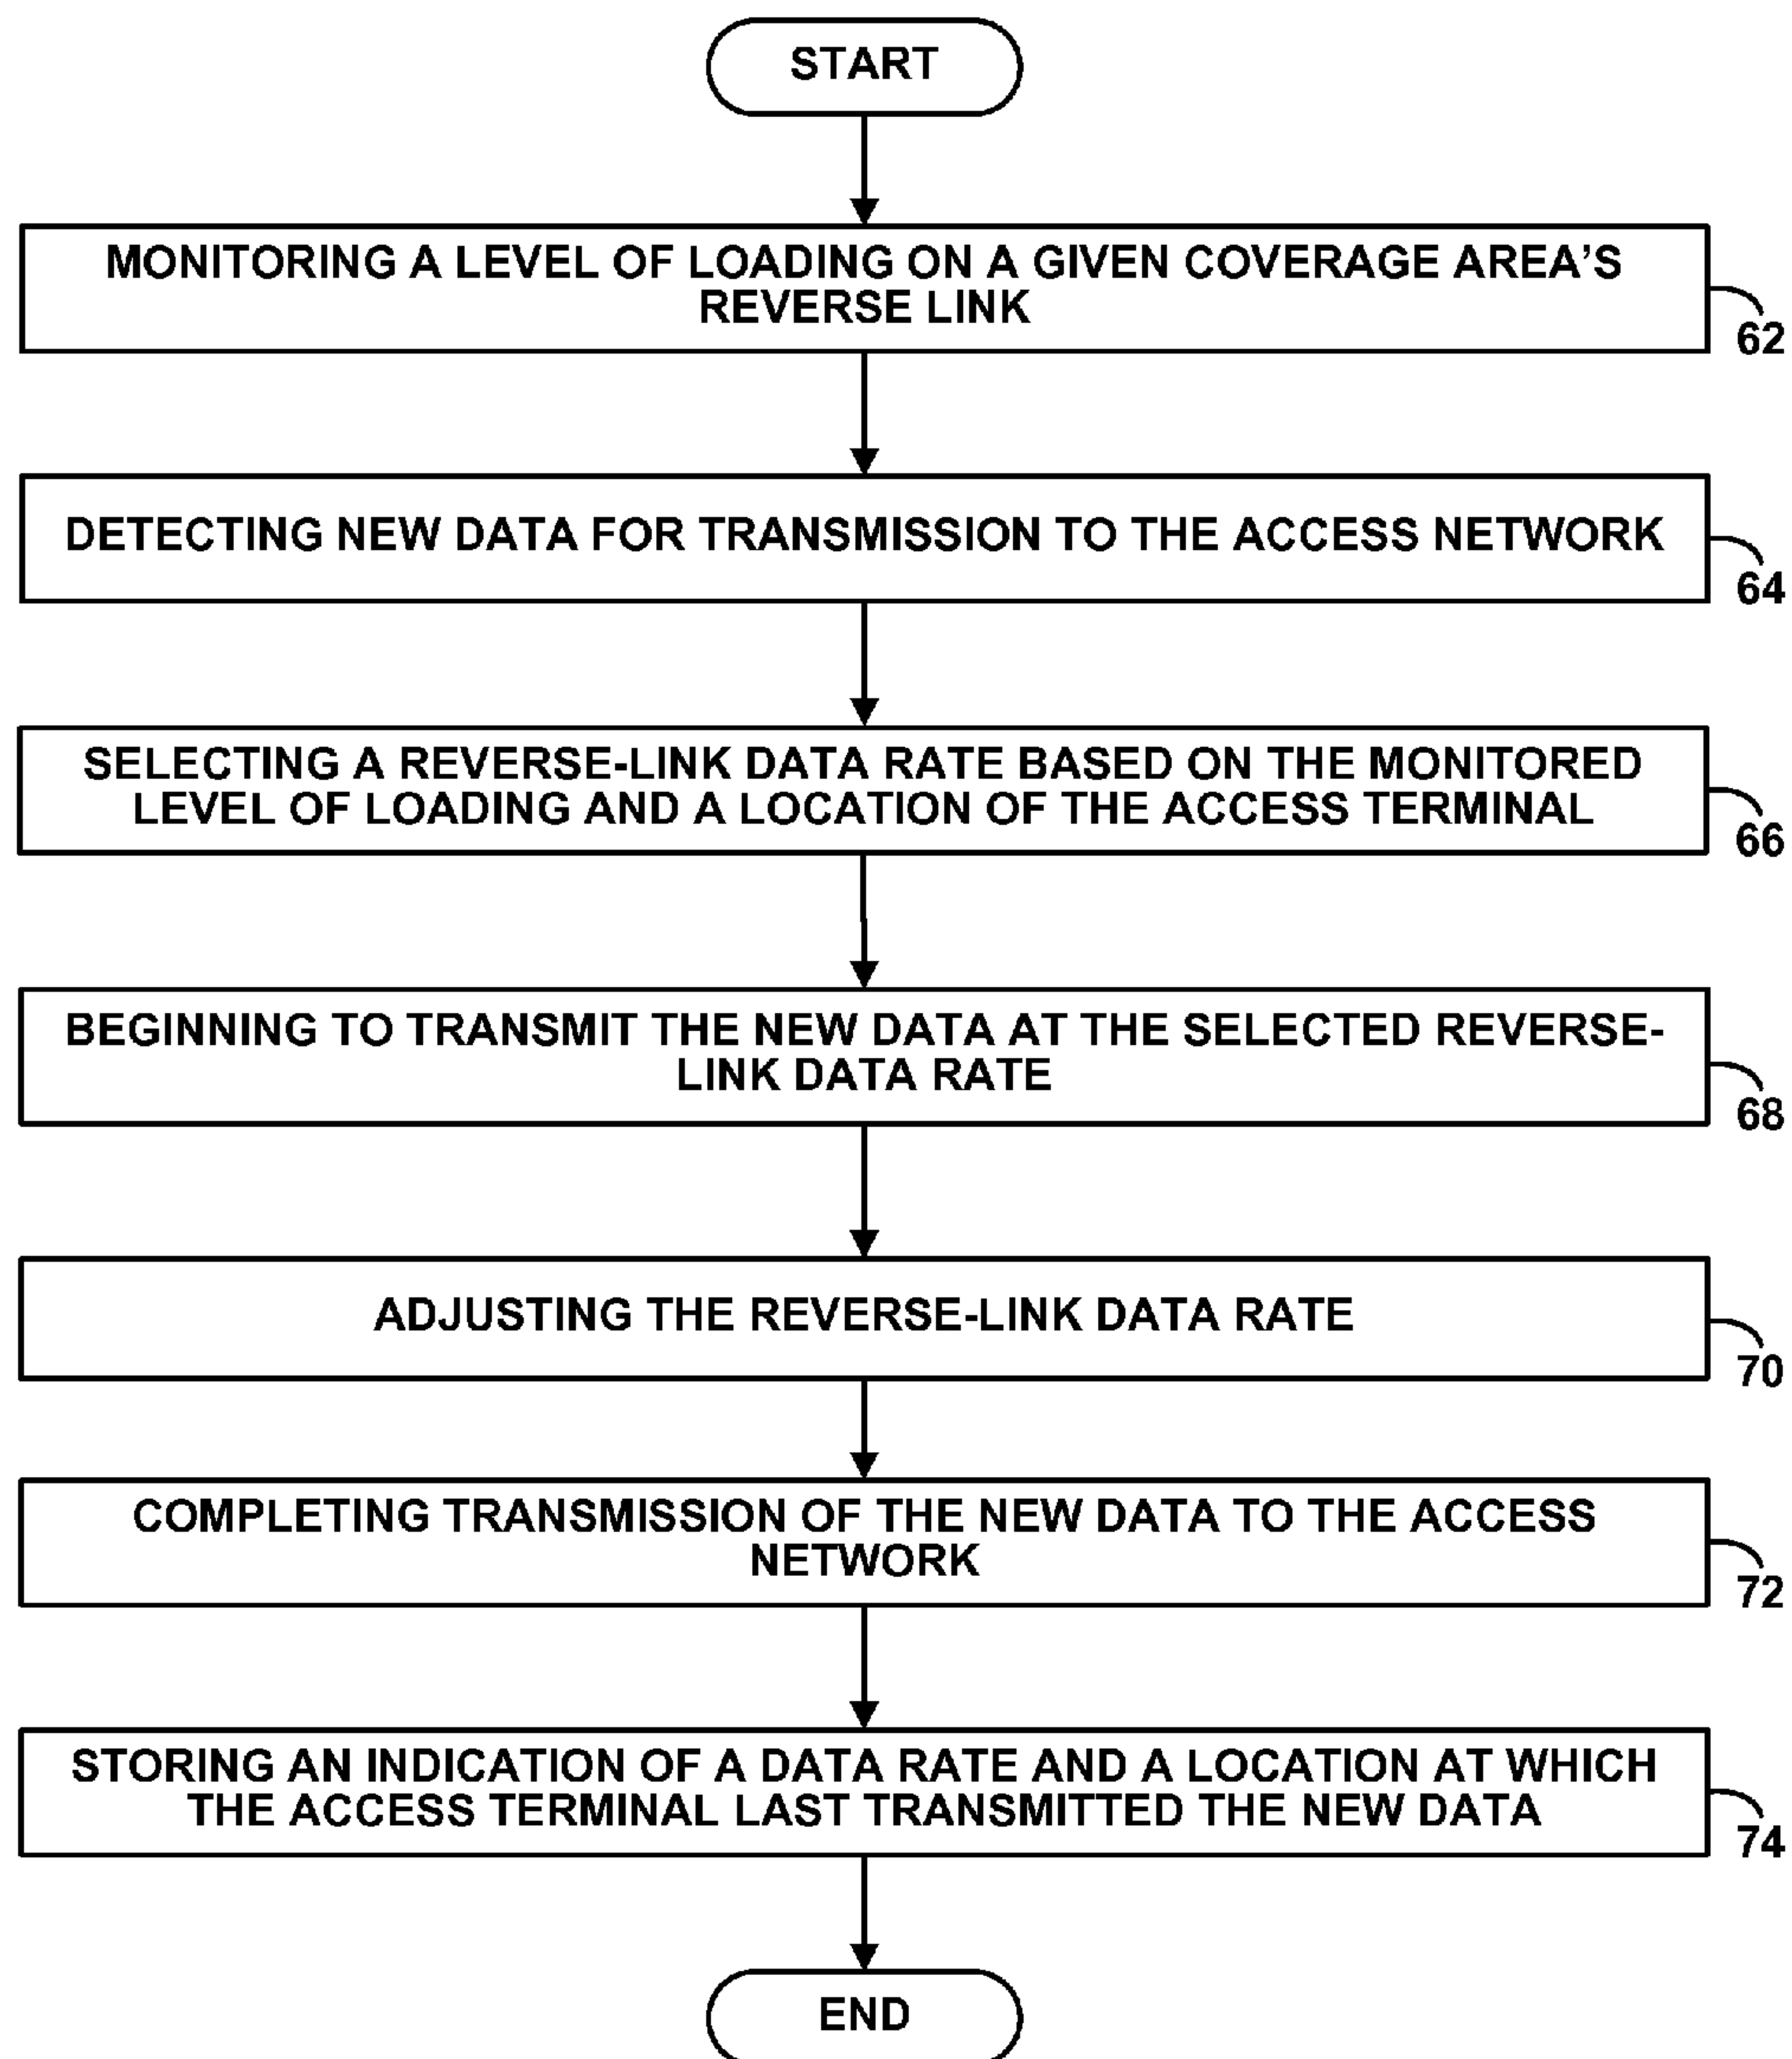 START
MONITORING A LEVEL OF LOADING ON A GIVEN COVERAGE AREA'S
REVERSE LINK
62
DETECTING NEW DATA FOR TRANSMISSION TO THE ACCESS NETWORK
64
SELECTING A REVERSE-LINK DATA RATE BASED ON THE MONITORED
LEVEL OF LOADING AND A LOCATION OF THE ACCESS TERMINAL
66
BEGINNING TO TRANSMIT THE NEW DATA AT THE SELECTED REVERSE-
LINK DATA RATE
68
ADJUSTING THE REVERSE-LINK DATA RATE
70
COMPLETING TRANSMISSION OF THE NEW DATA TO THE ACCESS
NETWORK
72
STORING AN INDICATION OF A DATA RATE AND A LOCATION AT WHICH
THE ACCESS TERMINAL LAST TRANSMITTED THE NEW DATA
74
END